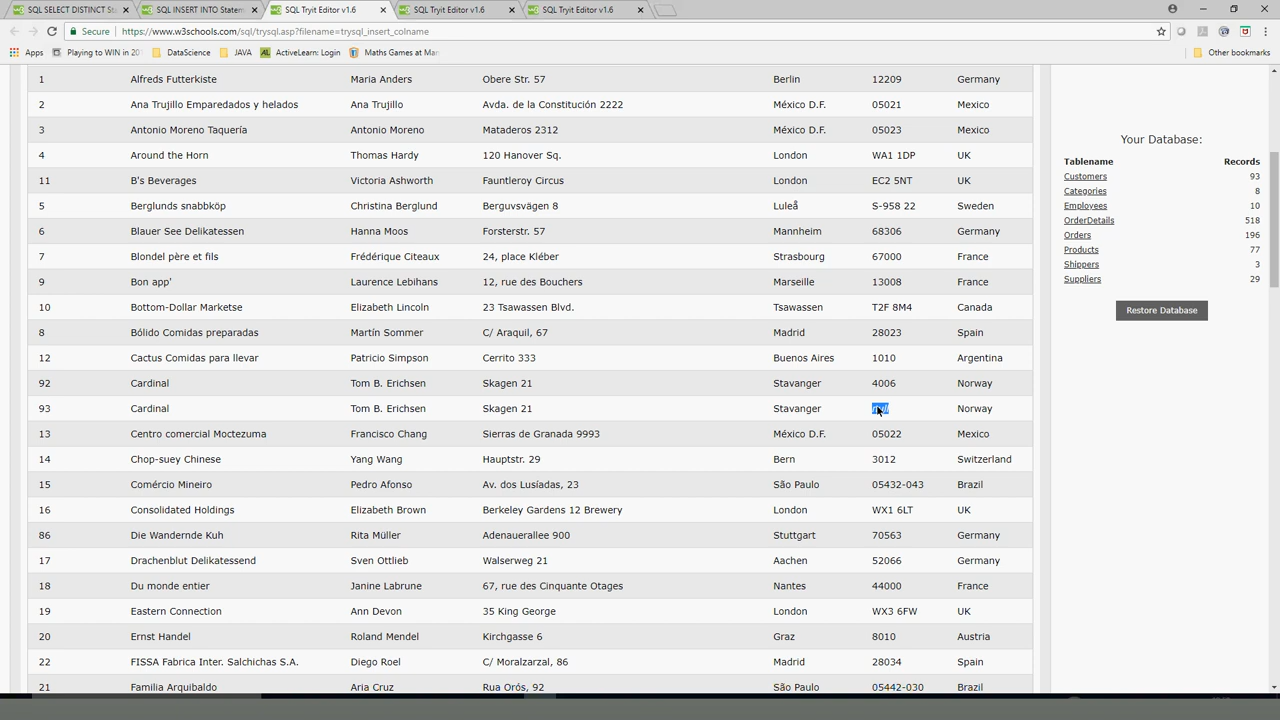 SQL SELECT DISTINCT Sta
SQL INSERT INTO Statem
SQL Tryit Editor v1.6
SQL Tryit Editor v1.6
SQL Tryit Editor v1.6
Secure https://www.w3schools.com/sql/trysql.asp?filename=trysql_insert_colname
Apps Playing to WIN in 20 DataScience JAVA AL ActiveLearn: Login Maths Games at Mar Other bookmarks
1 Alfreds Futterkiste Maria Anders Obere Str. 57 Berlin 12209 Germany
2 Ana Trujillo Emparedados y helados Ana Trujillo Avda. de la Constitución 2222 México D.F. 05021 Mexico
3 Antonio Moreno Taquería Antonio Moreno Mataderos 2312 México D.F. 05023 Mexico
4 Around the Horn Thomas Hardy 120 Hanover Sq. London WA1 1DP UK
11 B's Beverages Victoria Ashworth Fauntleroy Circus London EC2 5NT UK
5 Berglunds snabbköp Christina Berglund Berguvsvägen 8 Luleå S-958 22 Sweden
6 Blauer See Delikatessen Hanna Moos Forsterstr. 57 Mannheim 68306 Germany
7 Blondel père et fils Frédérique Citeaux 24, place Kléber Strasbourg 67000 France
9 Bon app' Laurence Lebihans 12, rue des Bouchers Marseille 13008 France
10 Bottom-Dollar Marketse Elizabeth Lincoln 23 Tsawassen Blvd. Tsawassen T2F 8M4 Canada
8 Bólido Comidas preparadas Martín Sommer C/ Araquil, 67 Madrid 28023 Spain
12 Cactus Comidas para llevar Patricio Simpson Cerrito 333 Buenos Aires 1010 Argentina
92 Cardinal Tom B. Erichsen Skagen 21 Stavanger 4006 Norway
93 Cardinal Tom B. Erichsen Skagen 21 Stavanger null Norway
13 Centro comercial Moctezuma Francisco Chang Sierras de Granada 9993 México D.F. 05022 Mexico
14 Chop-suey Chinese Yang Wang Hauptstr. 29 Bern 3012 Switzerland
15 Comércio Mineiro Pedro Afonso Av. dos Lusíadas, 23 São Paulo 05432-043 Brazil
16 Consolidated Holdings Elizabeth Brown Berkeley Gardens 12 Brewery London WX1 6LT UK
86 Die Wandernde Kuh Rita Müller Adenauerallee 900 Stuttgart 70563 Germany
17 Drachenblut Delikatessend Sven Ottlieb Walserweg 21 Aachen 52066 Germany
18 Du monde entier Janine Labrune 67, rue des Cinquante Otages Nantes 44000 France
19 Eastern Connection Ann Devon 35 King George London WX3 6FW UK
20 Ernst Handel Roland Mendel Kirchgasse 6 Graz 8010 Austria
22 FISSA Fabrica Inter. Salchichas S.A. Diego Roel C/ Moralzarzal, 86 Madrid 28034 Spain
21 Familia Arquibaldo Aria Cruz Rua Orós, 92 São Paulo 05442-030 Brazil
Your Database:
Tablename Records
Customers 93
Categories 8
Employees 10
OrderDetails 518
Orders 196
Products 77
Shippers 3
Suppliers 29
Restore Database